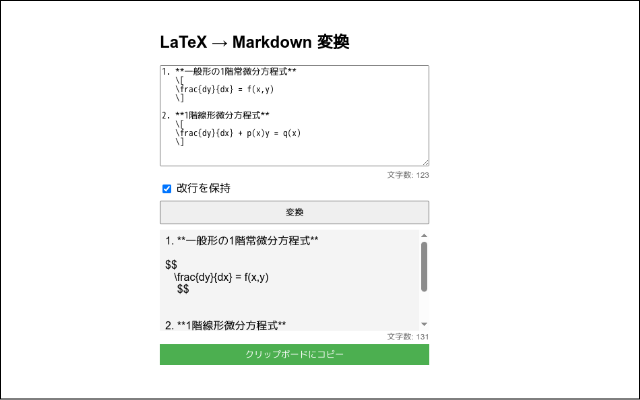 LaTeX → Markdown 変換
1. **一般形の1階常微分方程式**
\[
\frac{dy}{dx} = f(x,y)
\]
2. **1階線形微分方程式**
\[
\frac{dy}{dx} + p(x)y = q(x)
\]
文字数: 123
改行を保持
変換
1. **一般形の1階常微分方程式**
$$
\frac{dy}{dx} = f(x,y)
$$
2. **1階線形微分方程式**
文字数: 131
クリップボードにコピー